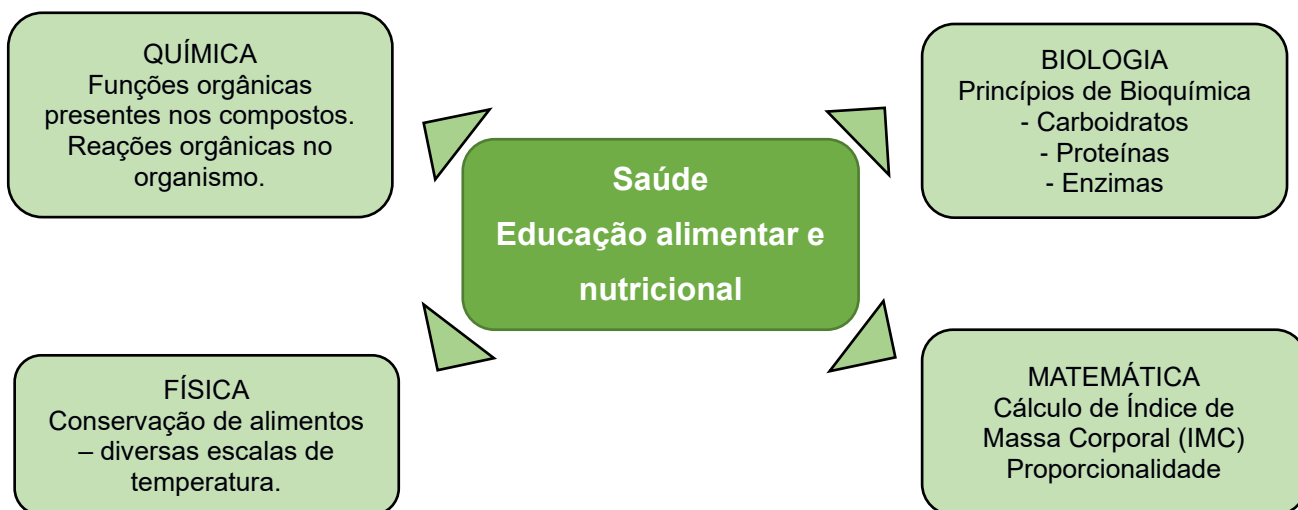 QUÍMICA
Funções orgânicas
presentes nos compostos.
Reações orgânicas no
organismo.
BIOLOGIA
Princípios de Bioquímica
- Carboidratos
- Proteínas
- Enzimas
Saúde
Educação alimentar e
nutricional
FÍSICA
Conservação de alimentos
– diversas escalas de
temperatura.
MATEMÁTICA
Cálculo de Índice de
Massa Corporal (IMC)
Proporcionalidade